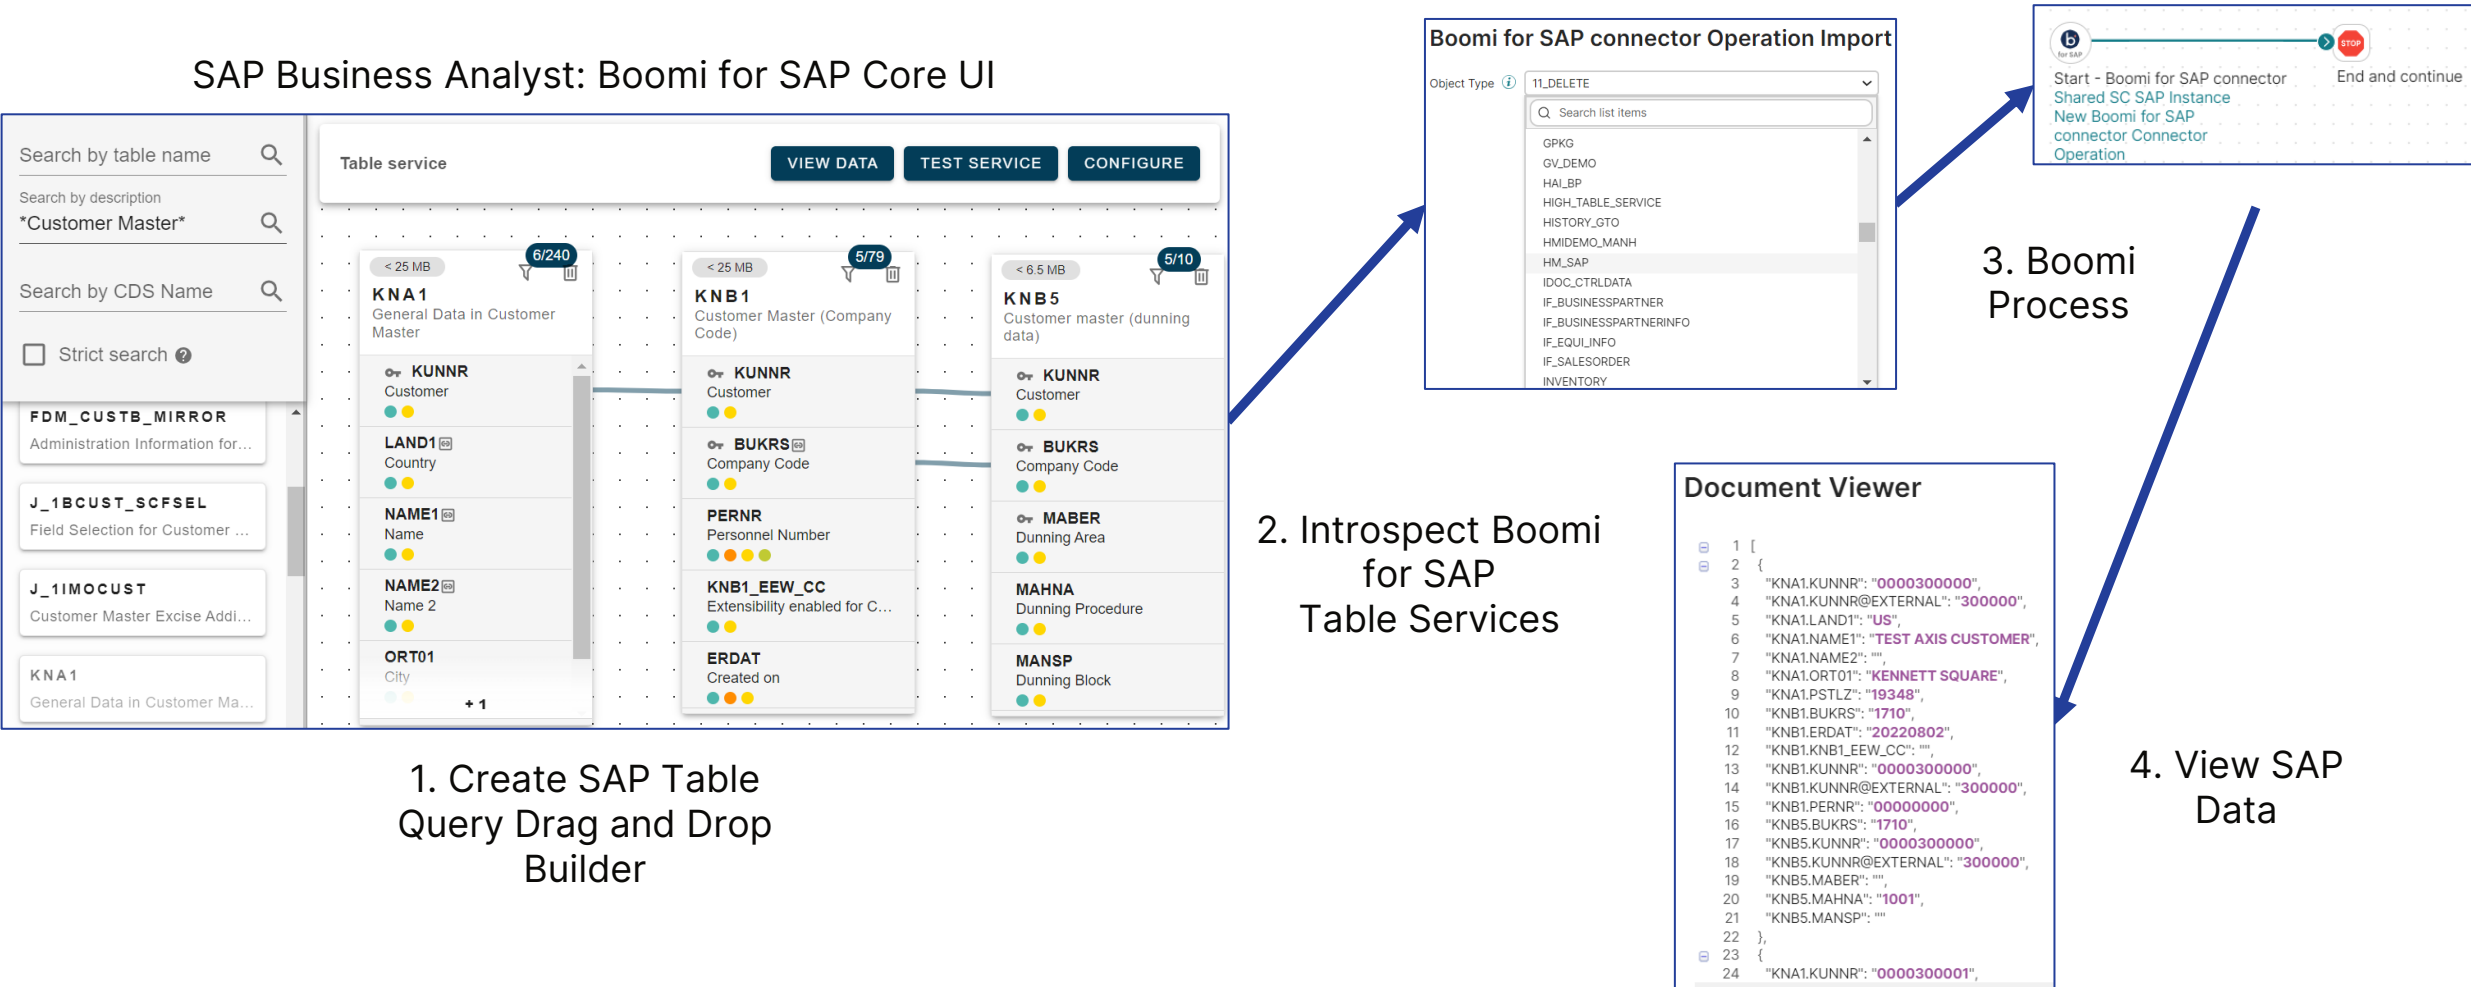 SAP Business Analyst: Boomi for SAP Core UI
Search by table name
Search by description
*Customer Master*
Search by CDS Name
Strict search
FDM_CUSTB_MIRROR
Administration Information for...
J_1BCUST_SCFSEL
Field Selection for Customer ...
J_1IMOCUST
Customer Master Excise Addi...
KNA1
General Data in Customer Ma...
Table service
VIEW DATA
TEST SERVICE
CONFIGURE
< 25 MB
6/240
KNA1
General Data in Customer
Master
KUNNR
Customer
LAND1
Country
NAME1
Name
NAME2
Name 2
ORT01
City
+ 1
< 25 MB
5/79
KNB1
Customer Master (Company
Code)
KUNNR
Customer
BUKRS
Company Code
PERNR
Personnel Number
KNB1_EEW_CC
Extensibility enabled for C...
ERDAT
Created on
< 6.5 MB
5/10
KNB5
Customer master (dunning
data)
KUNNR
Customer
BUKRS
Company Code
MABER
Dunning Area
MAHNA
Dunning Procedure
MANSP
Dunning Block
1. Create SAP Table
Query Drag and Drop
Builder
Boomi for SAP connector Operation Import
Object Type
11_DELETE
Search list items
GPKG
GV_DEMO
HAI_BP
HIGH_TABLE_SERVICE
HISTORY_GTO
HMIDEMO_MANH
HM_SAP
IDOC_CTRLDATA
IF_BUSINESSPARTNER
IF_BUSINESSPARTNERINFO
IF_EQUI_INFO
IF_SALESORDER
INVENTORY
2. Introspect Boomi
for SAP
Table Services
b
for SAP
STOP
Start - Boomi for SAP connector
Shared SC SAP Instance
New Boomi for SAP
connector Connector
Operation
End and continue
3. Boomi
Process
Document Viewer
1 [
2 {
3 "KNA1.KUNNR": "0000300000",
4 "KNA1.KUNNR@EXTERNAL": "300000",
5 "KNA1.LAND1": "US",
6 "KNA1.NAME1": "TEST AXIS CUSTOMER",
7 "KNA1.NAME2": "",
8 "KNA1.ORT01": "KENNETT SQUARE",
9 "KNA1.PSTLZ": "19348",
10 "KNB1.BUKRS": "1710",
11 "KNB1.ERDAT": "20220802",
12 "KNB1.KNB1_EEW_CC": "",
13 "KNB1.KUNNR": "0000300000",
14 "KNB1.KUNNR@EXTERNAL": "300000",
15 "KNB1.PERNR": "00000000",
16 "KNB5.BUKRS": "1710",
17 "KNB5.KUNNR": "0000300000",
18 "KNB5.KUNNR@EXTERNAL": "300000",
19 "KNB5.MABER": "",
20 "KNB5.MAHNA": "1001",
21 "KNB5.MANSP": ""
22 },
23 {
24 "KNA1.KUNNR": "0000300001",
4. View SAP
Data